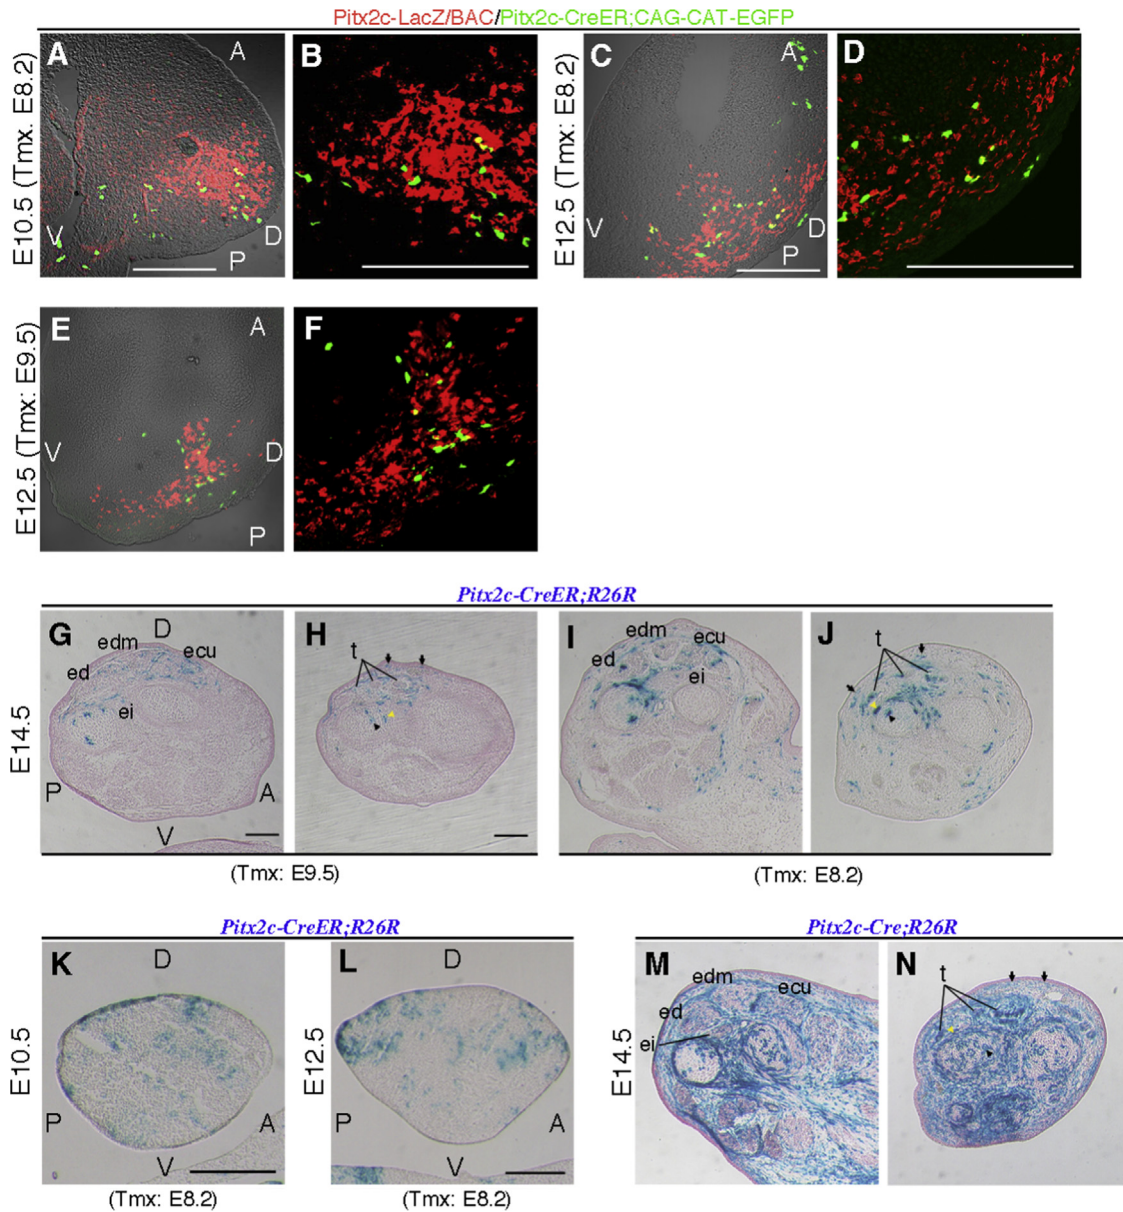 Pitx2c-LacZ/BAC/Pitx2c-CreER;CAG-CAT-EGFP
E10.5 (Tmx: E8.2)
A
A
V
D
P
B
E12.5 (Tmx: E8.2)
C
A
V
D
P
D
E12.5 (Tmx: E9.5)
E
A
V
D
P
F
Pitx2c-CreER;R26R
E14.5
G
D
edm
ecu
ed
ei
P
A
V
H
t
I
edm
ecu
ed
ei
J
t
(Tmx: E9.5)
(Tmx: E8.2)
Pitx2c-CreER;R26R
Pitx2c-Cre;R26R
E10.5
K
D
P
A
V
(Tmx: E8.2)
E12.5
L
D
P
A
V
(Tmx: E8.2)
E14.5
M
edm
ecu
ed
ei
N
t